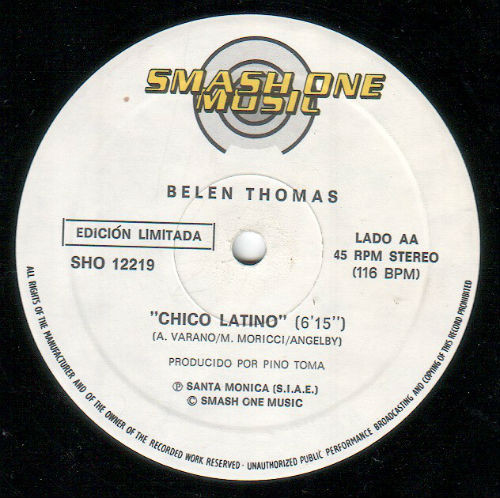 SMASH ONE
MUSIC
BELEN THOMAS
EDICIÓN LIMITADA
SHO 12219
LADO AA
45 RPM STEREO
(116 BPM)
"CHICO LATINO" (6'15")
(A. VARANO/M. MORICCI/ANGELBY)
PRODUCIDO POR PINO TOMA
Ⓟ SANTA MONICA (S.I.A.E.)
© SMASH ONE MUSIC
ALL RIGHTS OF THE MANUFACTURER AND OF THE OWNER OF THE RECORDED WORK RESERVED · UNAUTHORIZED PUBLIC PERFORMANCE BROADCASTING AND COPYING OF THIS RECORD PROHIBITED